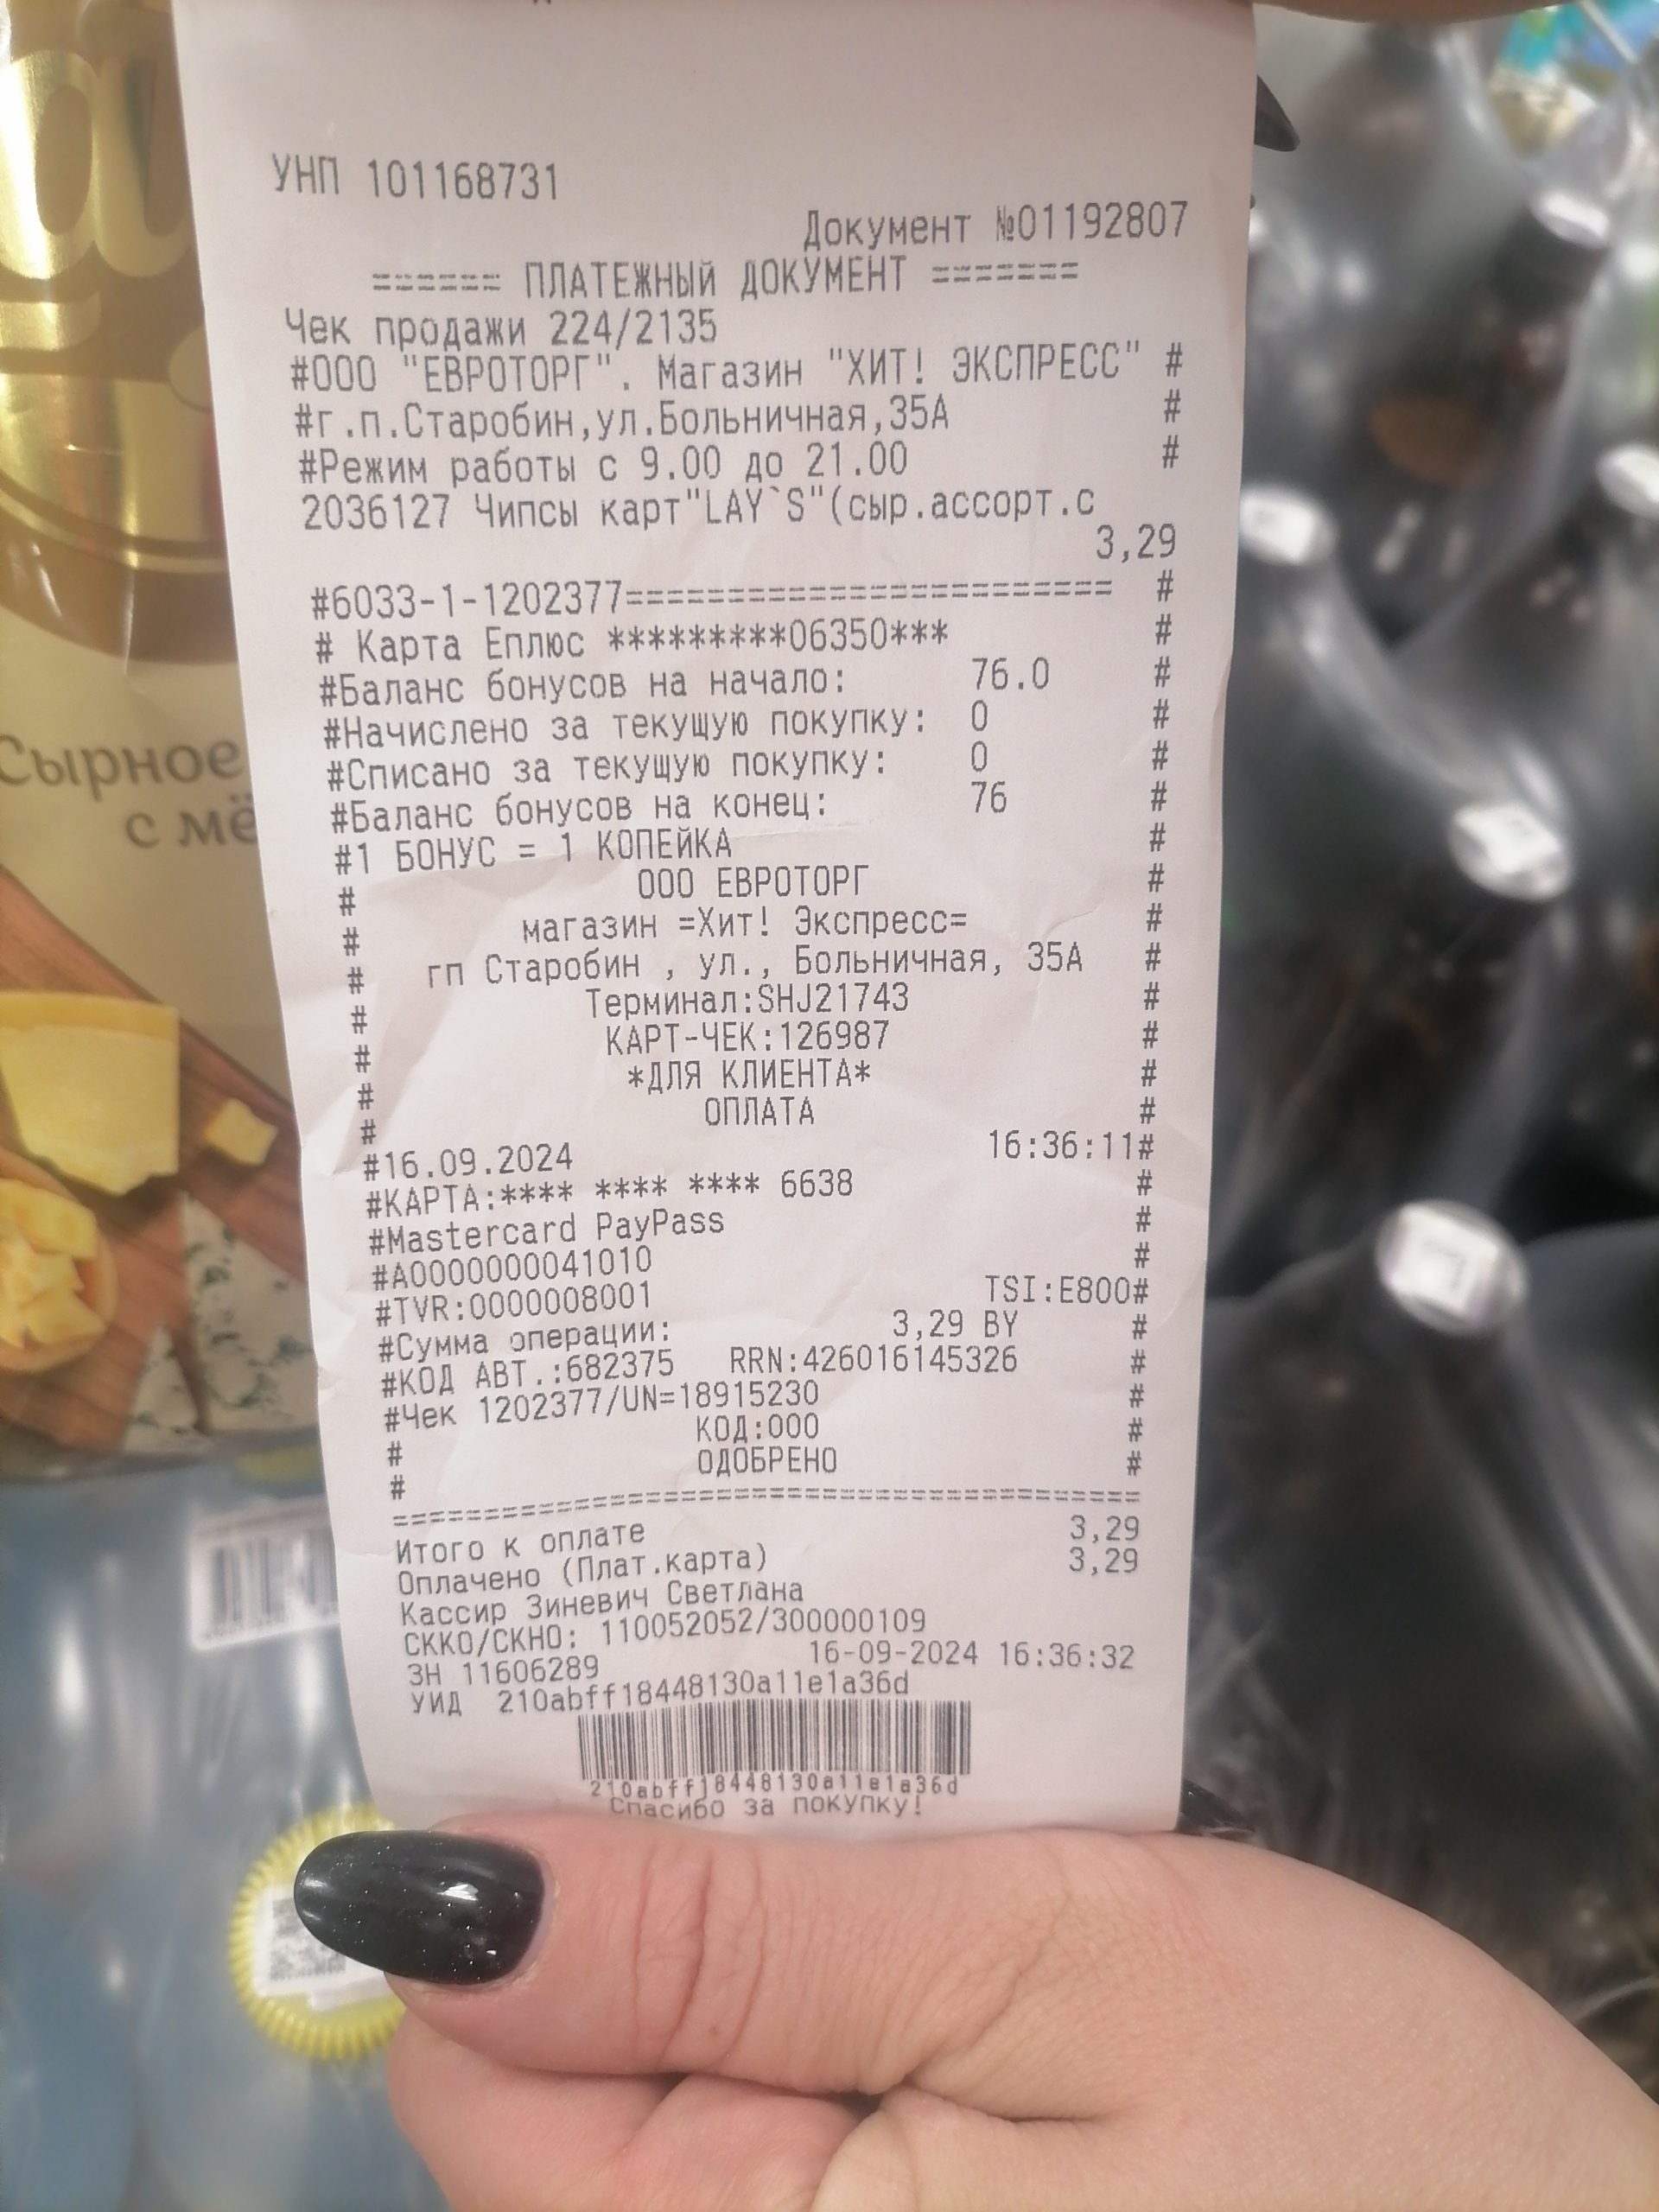 УНП 101168731
Документ №01192807
====== ПЛАТЕЖНЫЙ ДОКУМЕНТ =======
Чек продажи 224/2135
#ООО "ЕВРОТОРГ". Магазин "ХИТ! ЭКСПРЕСС" #
#г.п.Старобин,ул.Больничная,35А #
#Режим работы с 9.00 до 21.00 #
2036127 Чипсы карт"LAY`S"(сыр.ассорт.с
3,29
#6033-1-1202377======================== #
# Карта Еплюс *********06350*** #
#Баланс бонусов на начало: 76.0 #
#Начислено за текущую покупку: 0 #
#Списано за текущую покупку: 0 #
#Баланс бонусов на конец: 76 #
#1 БОНУС = 1 КОПЕЙКА #
# ООО ЕВРОТОРГ #
# магазин =Хит! Экспресс= #
# гп Старобин , ул., Больничная, 35А #
# Терминал:SHJ21743 #
# КАРТ-ЧЕК:126987 #
# *ДЛЯ КЛИЕНТА* #
# ОПЛАТА #
#16.09.2024 16:36:11#
#КАРТА:**** **** **** 6638 #
#Mastercard PayPass #
#A0000000041010 #
#TVR:0000008001 TSI:E800#
#Сумма операции: 3,29 BY #
#КОД АВТ.:682375 RRN:426016145326 #
#Чек 1202377/UN=18915230 #
# КОД:000 #
# ОДОБРЕНО #
=========================================
Итого к оплате 3,29
Оплачено (Плат.карта) 3,29
Кассир Зиневич Светлана
СККО/СКНО: 110052052/300000109
ЗН 11606289 16-09-2024 16:36:32
УИД 210abff18448130a11e1a36d
210abff18448130a11e1a36d
Спасибо за покупку!
Сырное
с мё